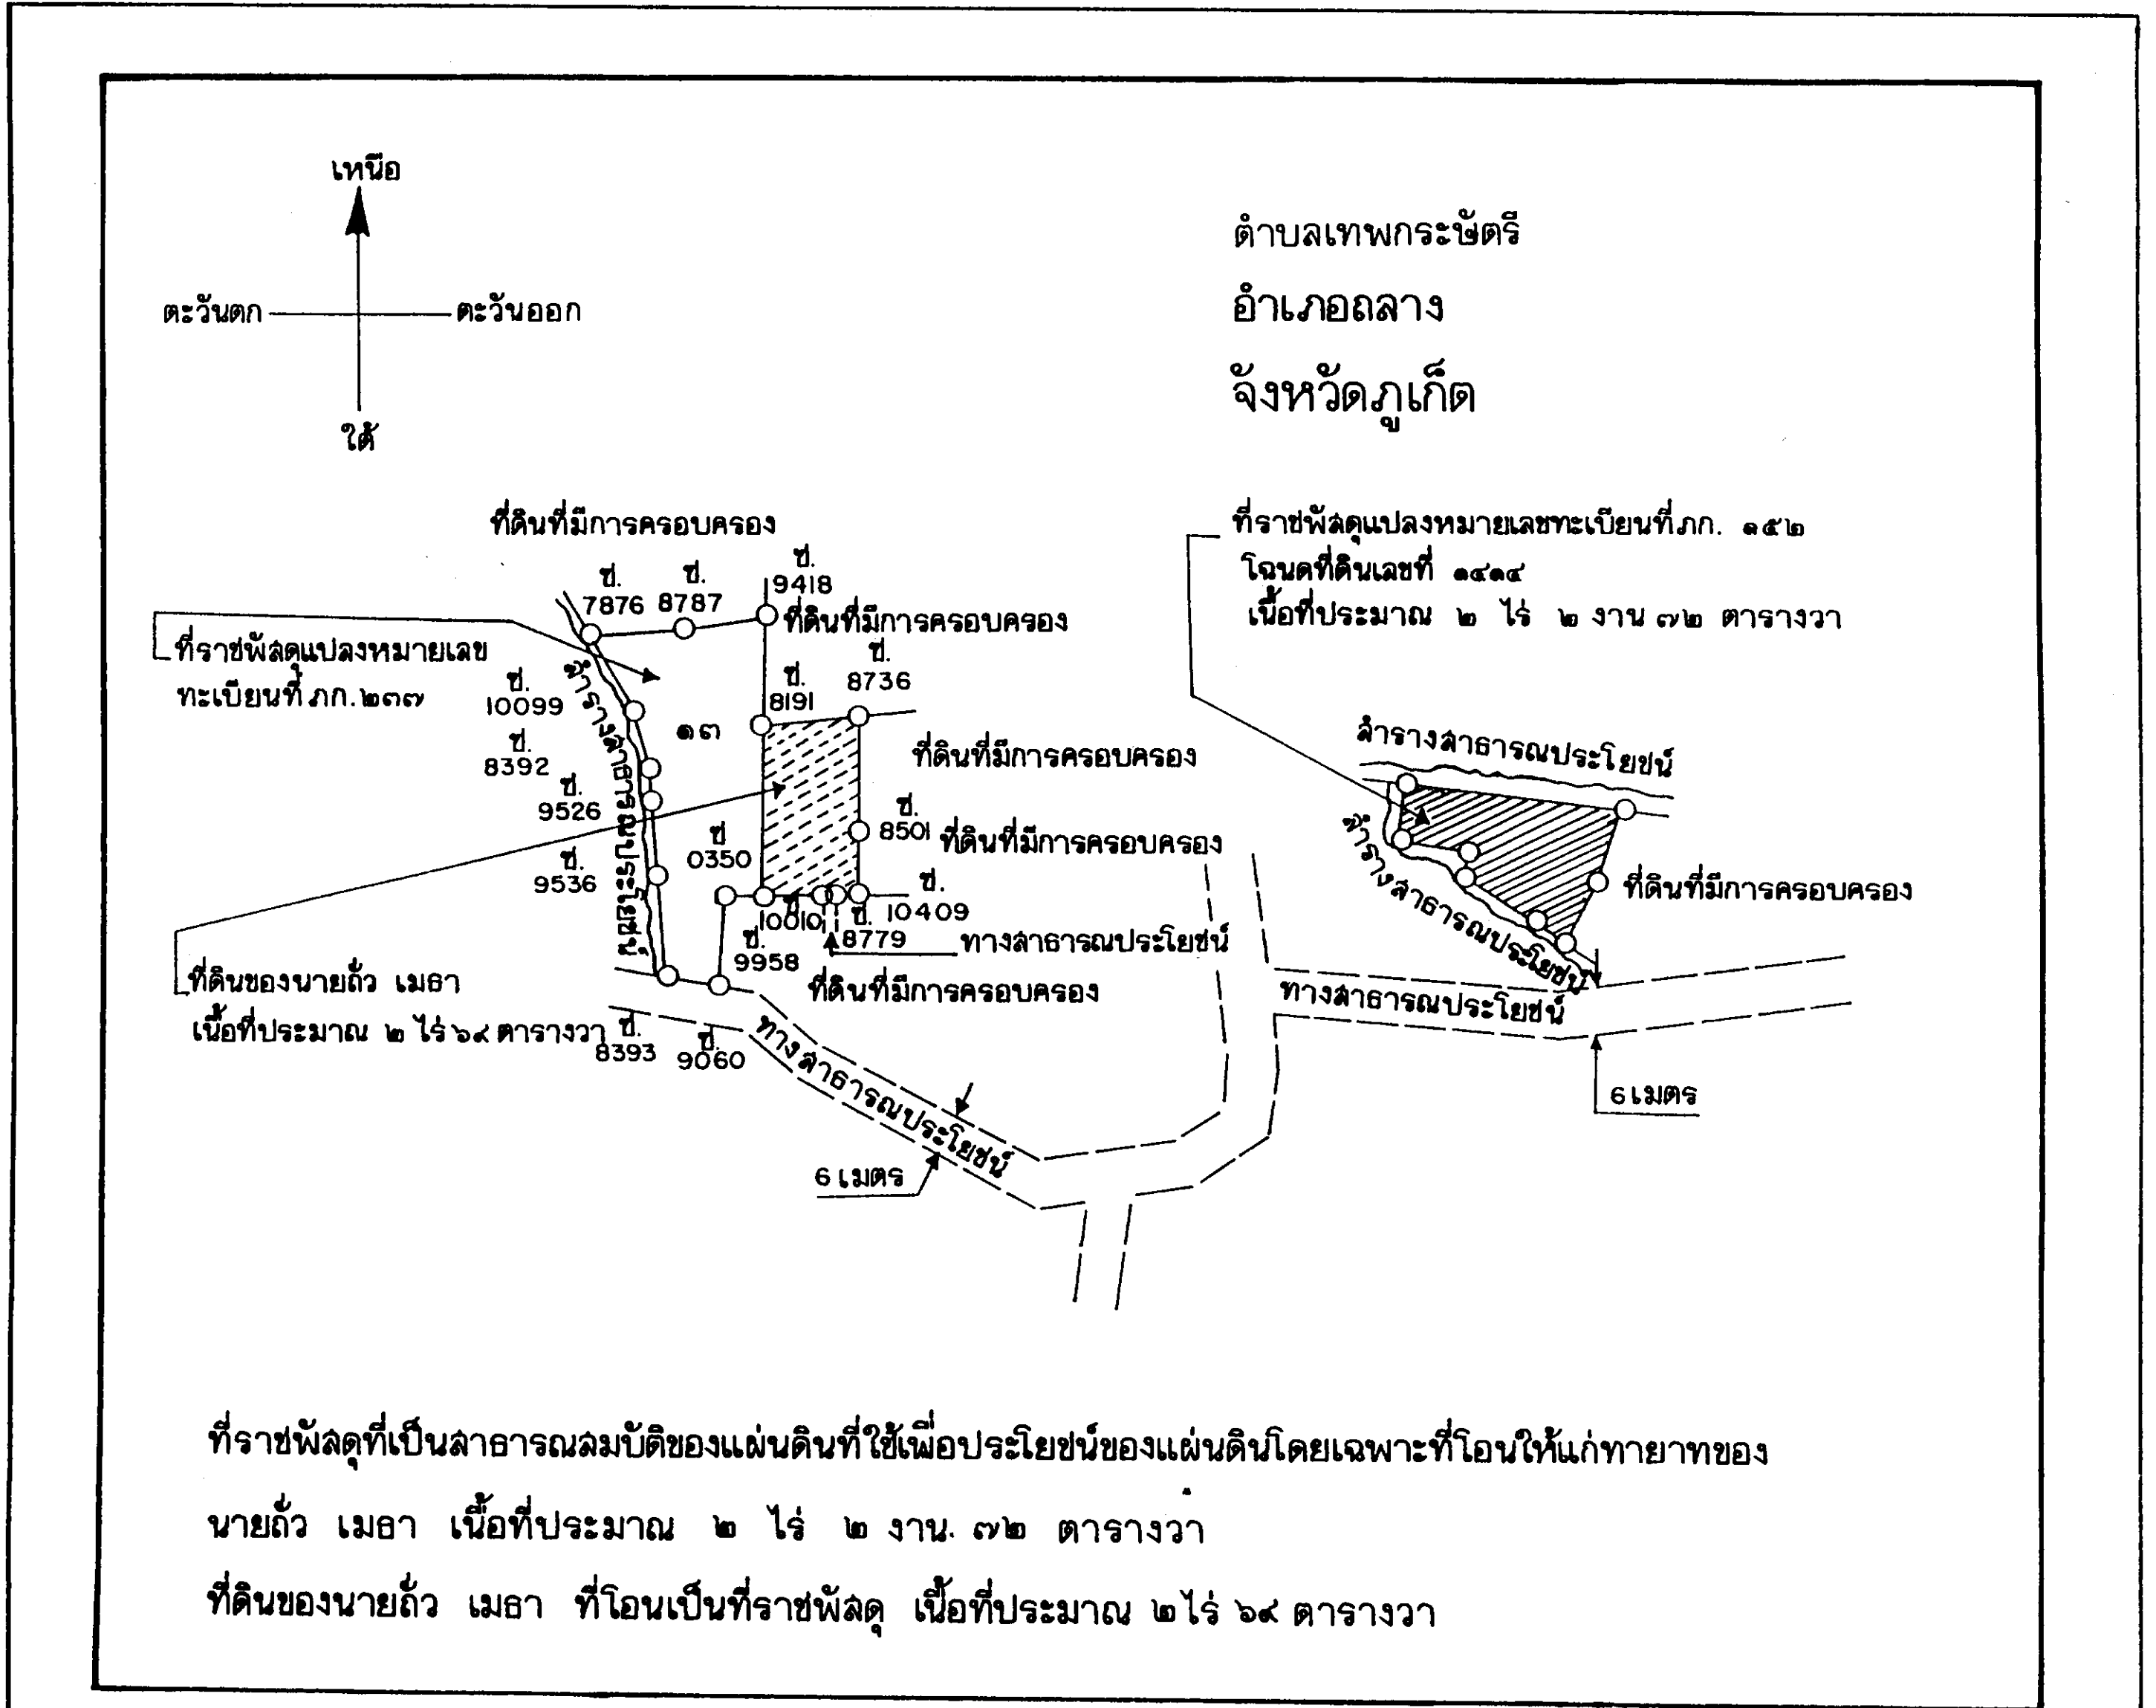 เหนือ
ตะวันตก
ตะวันออก
ใต้
ตำบลเทพกระษัตรี
อำเภอถลาง
จังหวัดภูเก็ต
ที่ดินที่มีการครอบครอง
ที่ราชพัสดุแปลงหมายเลขทะเบียนที่ภก. ๑๕๒
โฉนดที่ดินเลขที่ ๑๔๑๔
เนื้อที่ประมาณ ๒ ไร่ ๒ งาน ๗๒ ตารางวา
ซ.
7876
ซ.
8787
ซ.
9418
ที่ดินที่มีการครอบครอง
ที่ราชพัสดุแปลงหมายเลข
ทะเบียนที่ ภก. ๒๓๗
ซ.
10099
ซ.
8191
ซ.
8736
ลำรางสาธารณประโยชน์
๑๓
ซ.
8392
ที่ดินที่มีการครอบครอง
ลำรางสาธารณประโยชน์
ซ.
9526
ซ.
8501
ที่ดินที่มีการครอบครอง
ซ
0350
ซ.
9536
ลำรางสาธารณประโยชน์
ที่ดินที่มีการครอบครอง
ซ.
10010
ซ.
8779
ซ.
10409
ทางสาธารณประโยชน์
ซ.
9958
ที่ดินที่มีการครอบครอง
ที่ดินของนายถั่ว เมธา
เนื้อที่ประมาณ ๒ ไร่ ๖๙ ตารางวา
ซ.
8393
ซ.
9060
ทางสาธารณประโยชน์
ทางสาธารณประโยชน์
6 เมตร
6 เมตร
ที่ราชพัสดุที่เป็นสาธารณสมบัติของแผ่นดินที่ใช้เพื่อประโยชน์ของแผ่นดินโดยเฉพาะที่โอนให้แก่ทายาทของ
นายถั่ว เมธา เนื้อที่ประมาณ ๒ ไร่ ๒ งาน. ๗๒ ตารางวา
ที่ดินของนายถั่ว เมธา ที่โอนเป็นที่ราชพัสดุ เนื้อที่ประมาณ ๒ ไร่ ๖๙ ตารางวา